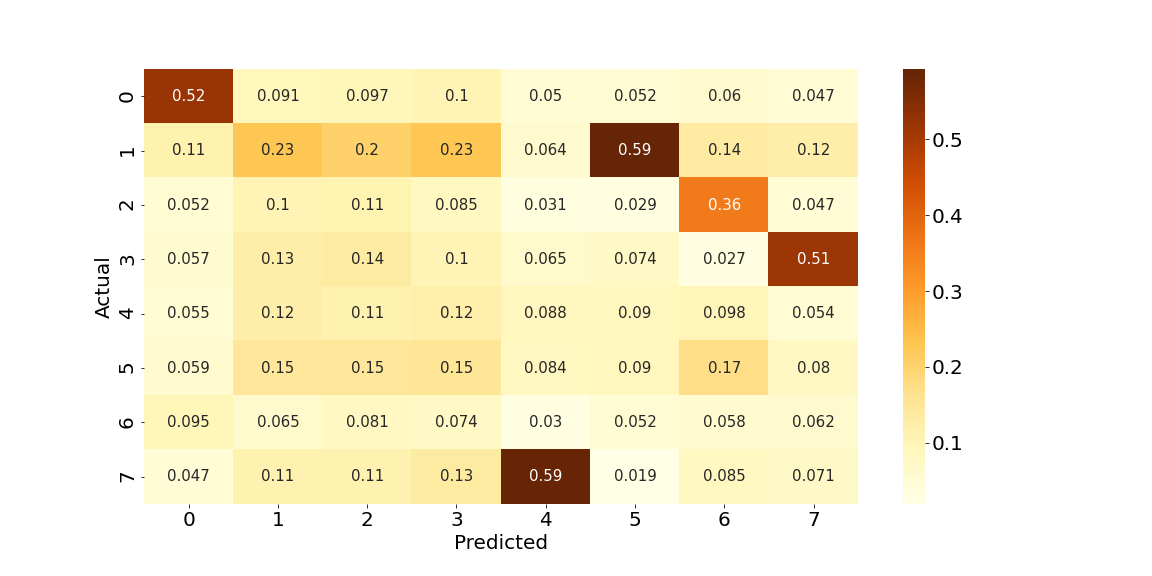 0 0.52 0.091 0.097 0.1 0.05 0.052 0.06 0.047
1 0.11 0.23 0.2 0.23 0.064 0.59 0.14 0.12
2 0.052 0.1 0.11 0.085 0.031 0.029 0.36 0.047
3 0.057 0.13 0.14 0.1 0.065 0.074 0.027 0.51
4 0.055 0.12 0.11 0.12 0.088 0.09 0.098 0.054
5 0.059 0.15 0.15 0.15 0.084 0.09 0.17 0.08
6 0.095 0.065 0.081 0.074 0.03 0.052 0.058 0.062
7 0.047 0.11 0.11 0.13 0.59 0.019 0.085 0.071
0 1 2 3 4 5 6 7
Predicted
Actual
0.5
0.4
0.3
0.2
0.1